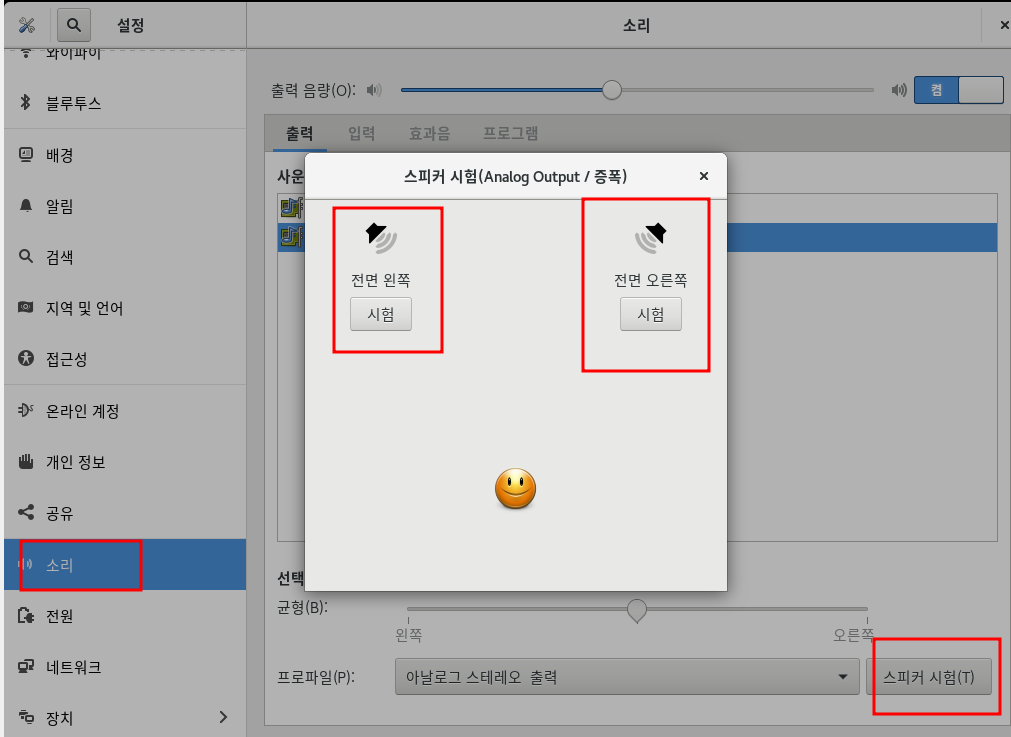 설정
소리
와이파이
블루투스
배경
알림
검색
지역 및 언어
접근성
온라인 계정
개인 정보
공유
소리
전원
네트워크
장치
출력 음량(O):
켬
출력
입력
효과음
프로그램
사운
스피커 시험(Analog Output / 증폭)
전면 왼쪽
시험
전면 오른쪽
시험
선택
균형(B):
왼쪽
오른쪽
프로파일(P):
아날로그 스테레오 출력
스피커 시험(T)